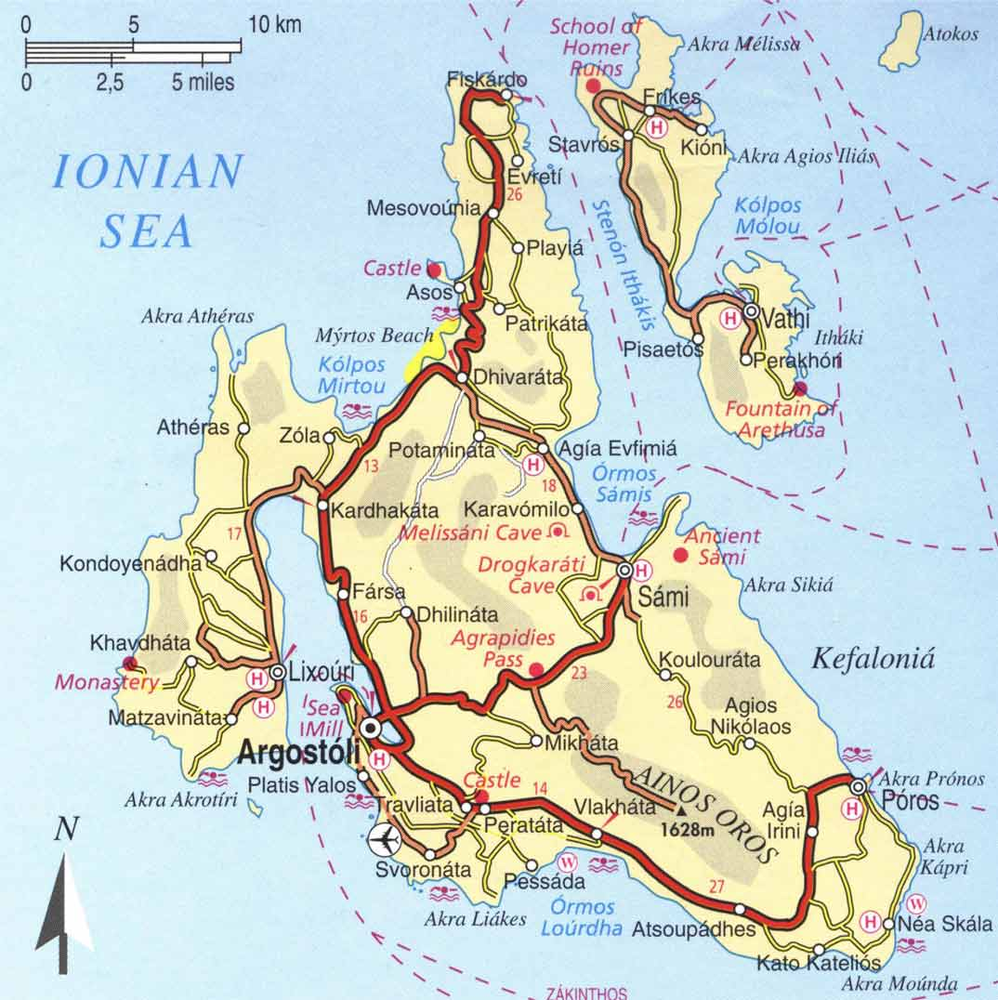 0 5 10 km
0 2,5 5 miles
IONIAN
SEA
School of
Homer
Ruins
Akra Mélissa
Atokos
Fiskárdo
Fríkes
H
Stavrós
Kióni
Akra Agios Iliás
Evretí
26
Mesovoúnia
Stenón Ithákis
Kólpos
Mólou
Playiá
Castle
Asos
Akra Athéras
Mýrtos Beach
Patrikáta
H
Vathi
Itháki
Pisaetós
Perakhóri
Kólpos
Mirtou
Dhivaráta
Fountain of
Arethusa
Athéras
Zóla
Potamináta
Agía Evfimiá
H
13
18
Órmos
Sámis
Kardhakáta
Karavómilo
Melissáni Cave
17
Ancient
Sámi
Kondoyenádha
Drogkaráti
Cave
H
Sámi
Akra Sikiá
Fársa
16
Dhilináta
Khavdháta
Agrapidies
Pass
23
Kefaloniá
Monastery
H
Lixoúri
H
Koulouráta
26
Matzavináta
Sea
Mill
Agios
Nikólaos
Argostóli
H
Mikháta
Platis Yalos
Akra Akrotíri
Castle
14
AINOS OROS
1628m
Akra Prónos
Póros
H
Travliata
Peratáta
Vlakháta
Agía
Irini
N
Svoronáta
Pessáda
W
Akra
Kápri
Akra Liákes
Órmos
Loúrdha
27
Atsoupádhes
H
W
Néa Skála
Kato Kateliós
Akra Moúnda
ZÁKINTHOS